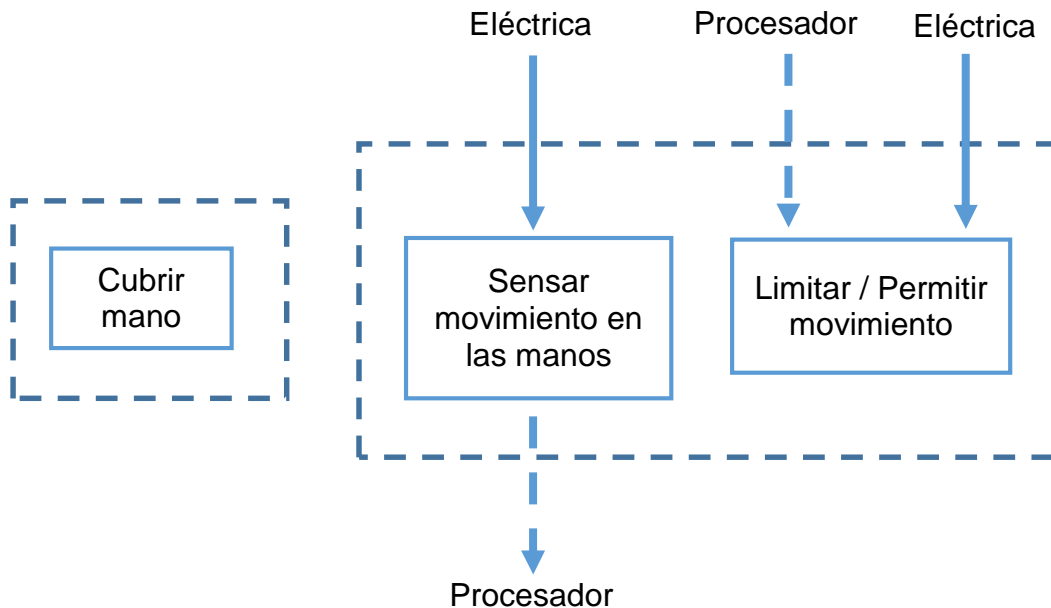 Eléctrica
Procesador
Eléctrica
Cubrir
mano
Sensar
movimiento en
las manos
Limitar / Permitir
movimiento
Procesador